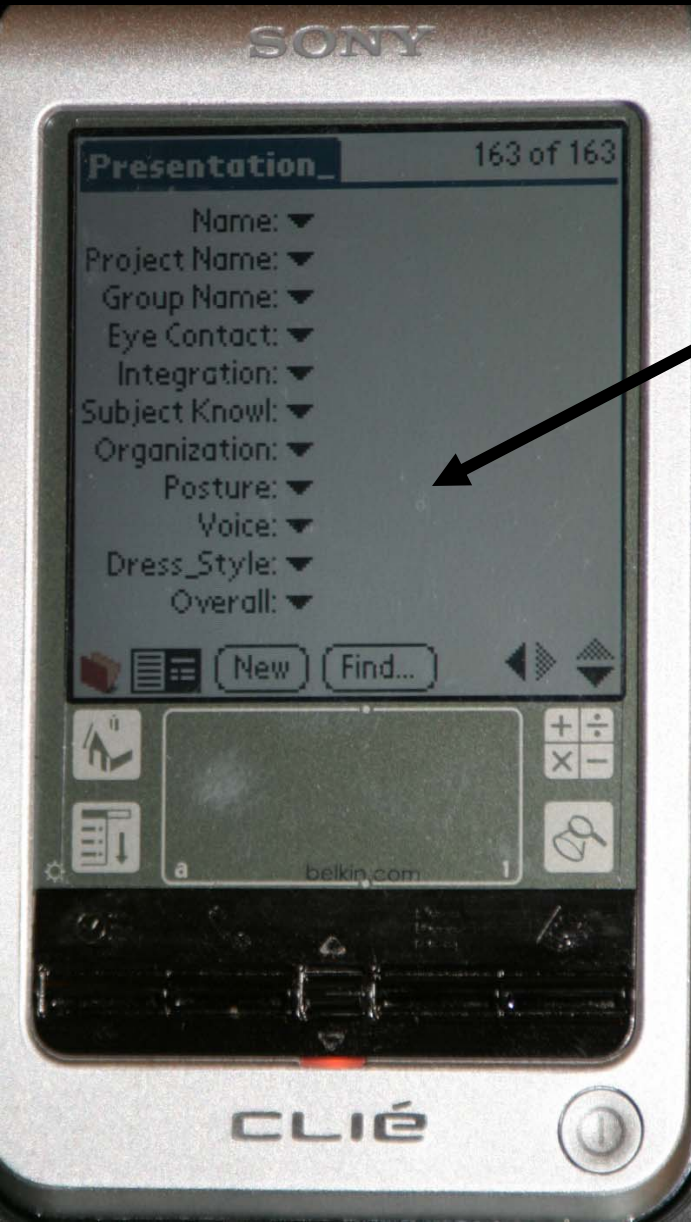 SONY
Presentation_ 163 of 163
Name:
Project Name:
Group Name:
Eye Contact:
Integration:
Subject Knowl:
Organization:
Posture:
Voice:
Dress_Style:
Overall:
New Find...
+ ÷
× −
a belkin.com 1
CLIÉ